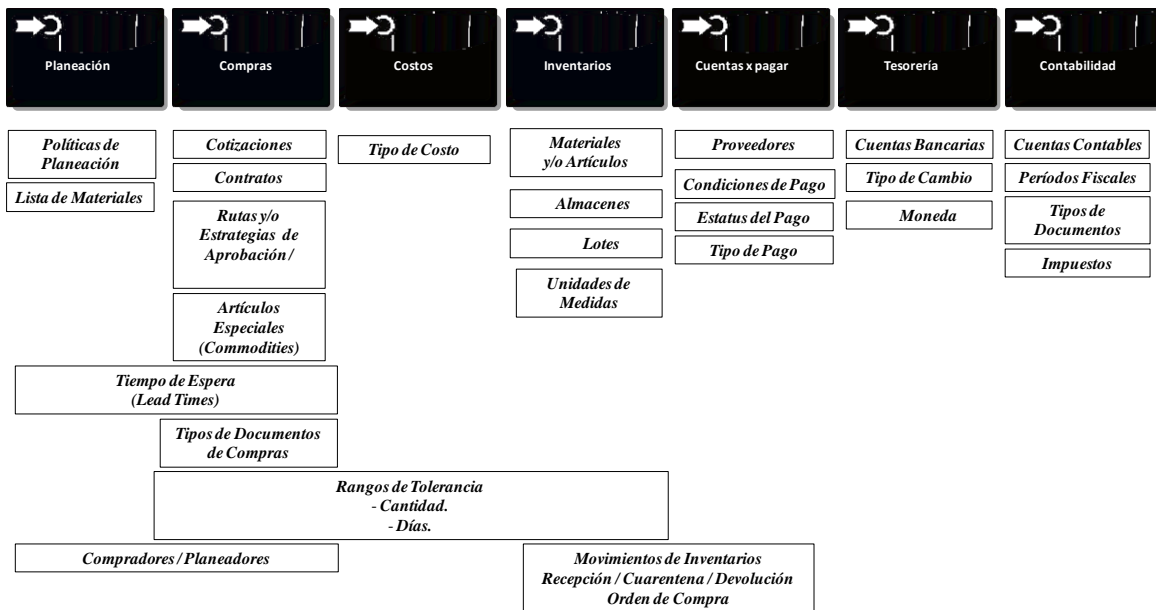 Planeación
Compras
Costos
Inventarios
Cuentas x pagar
Tesorería
Contabilidad
Políticas de
Planeación
Lista de Materiales
Cotizaciones
Contratos
Rutas y/o
Estrategias de
Aprobación /
Artículos
Especiales
(Commodities)
Tipo de Costo
Materiales
y/o Artículos
Almacenes
Lotes
Unidades de
Medidas
Proveedores
Condiciones de Pago
Estatus del Pago
Tipo de Pago
Cuentas Bancarias
Tipo de Cambio
Moneda
Cuentas Contables
Períodos Fiscales
Tipos de
Documentos
Impuestos
Tiempo de Espera
(Lead Times)
Tipos de Documentos
de Compras
Rangos de Tolerancia
- Cantidad.
- Días.
Compradores / Planeadores
Movimientos de Inventarios
Recepción / Cuarentena / Devolución
Orden de Compra